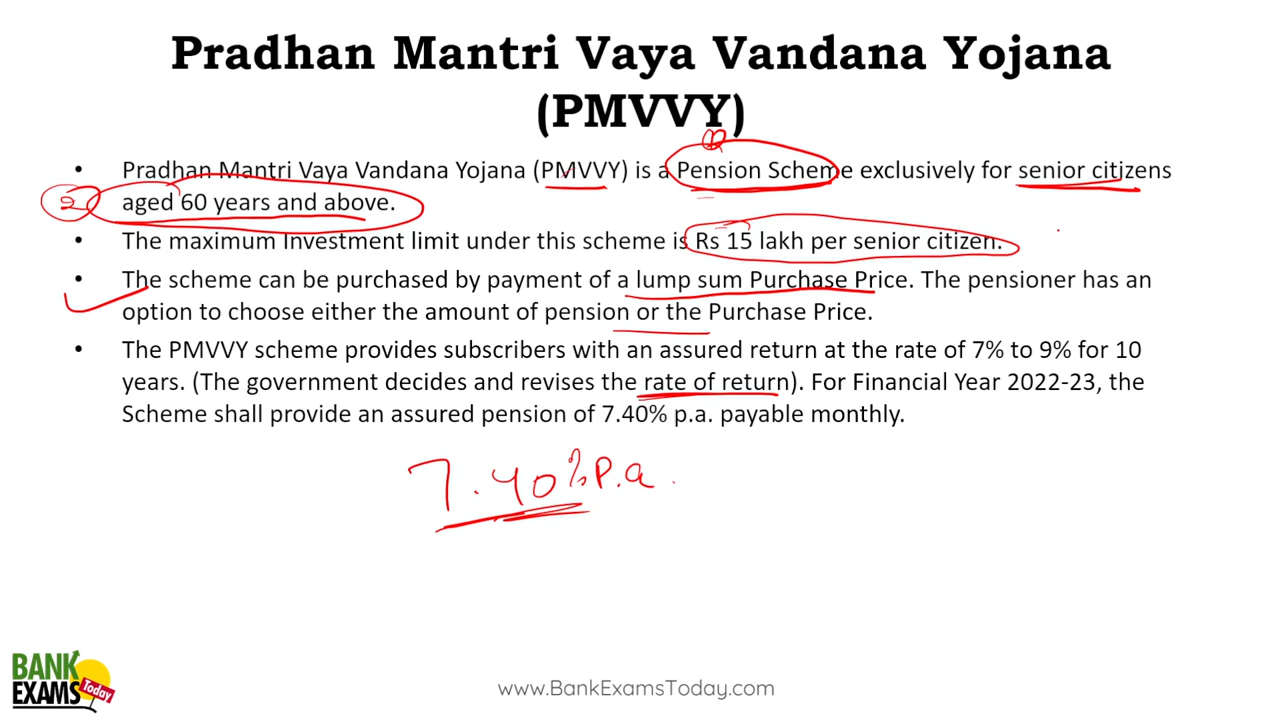 Pradhan Mantri Vaya Vandana Yojana
(PMVVY)
• Pradhan Mantri Vaya Vandana Yojana (PMVVY) is a Pension Scheme exclusively for senior citizens
aged 60 years and above.
• The maximum Investment limit under this scheme is Rs 15 lakh per senior citizen.
• The scheme can be purchased by payment of a lump sum Purchase Price. The pensioner has an
option to choose either the amount of pension or the Purchase Price.
• The PMVVY scheme provides subscribers with an assured return at the rate of 7% to 9% for 10
years. (The government decides and revises the rate of return). For Financial Year 2022-23, the
Scheme shall provide an assured pension of 7.40% p.a. payable monthly.
7.40% P.a.
BANK
EXAMS Today
www.BankExamsToday.com